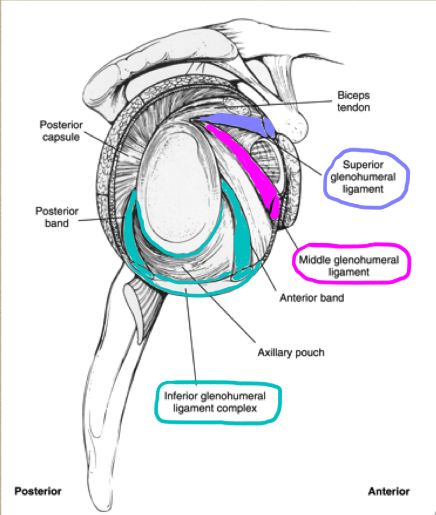 Biceps
tendon
Posterior
capsule
Superior
glenohumeral
ligament
Posterior
band
Middle glenohumeral
ligament
Anterior band
Axillary pouch
Inferior glenohumeral
ligament complex
Posterior
Anterior